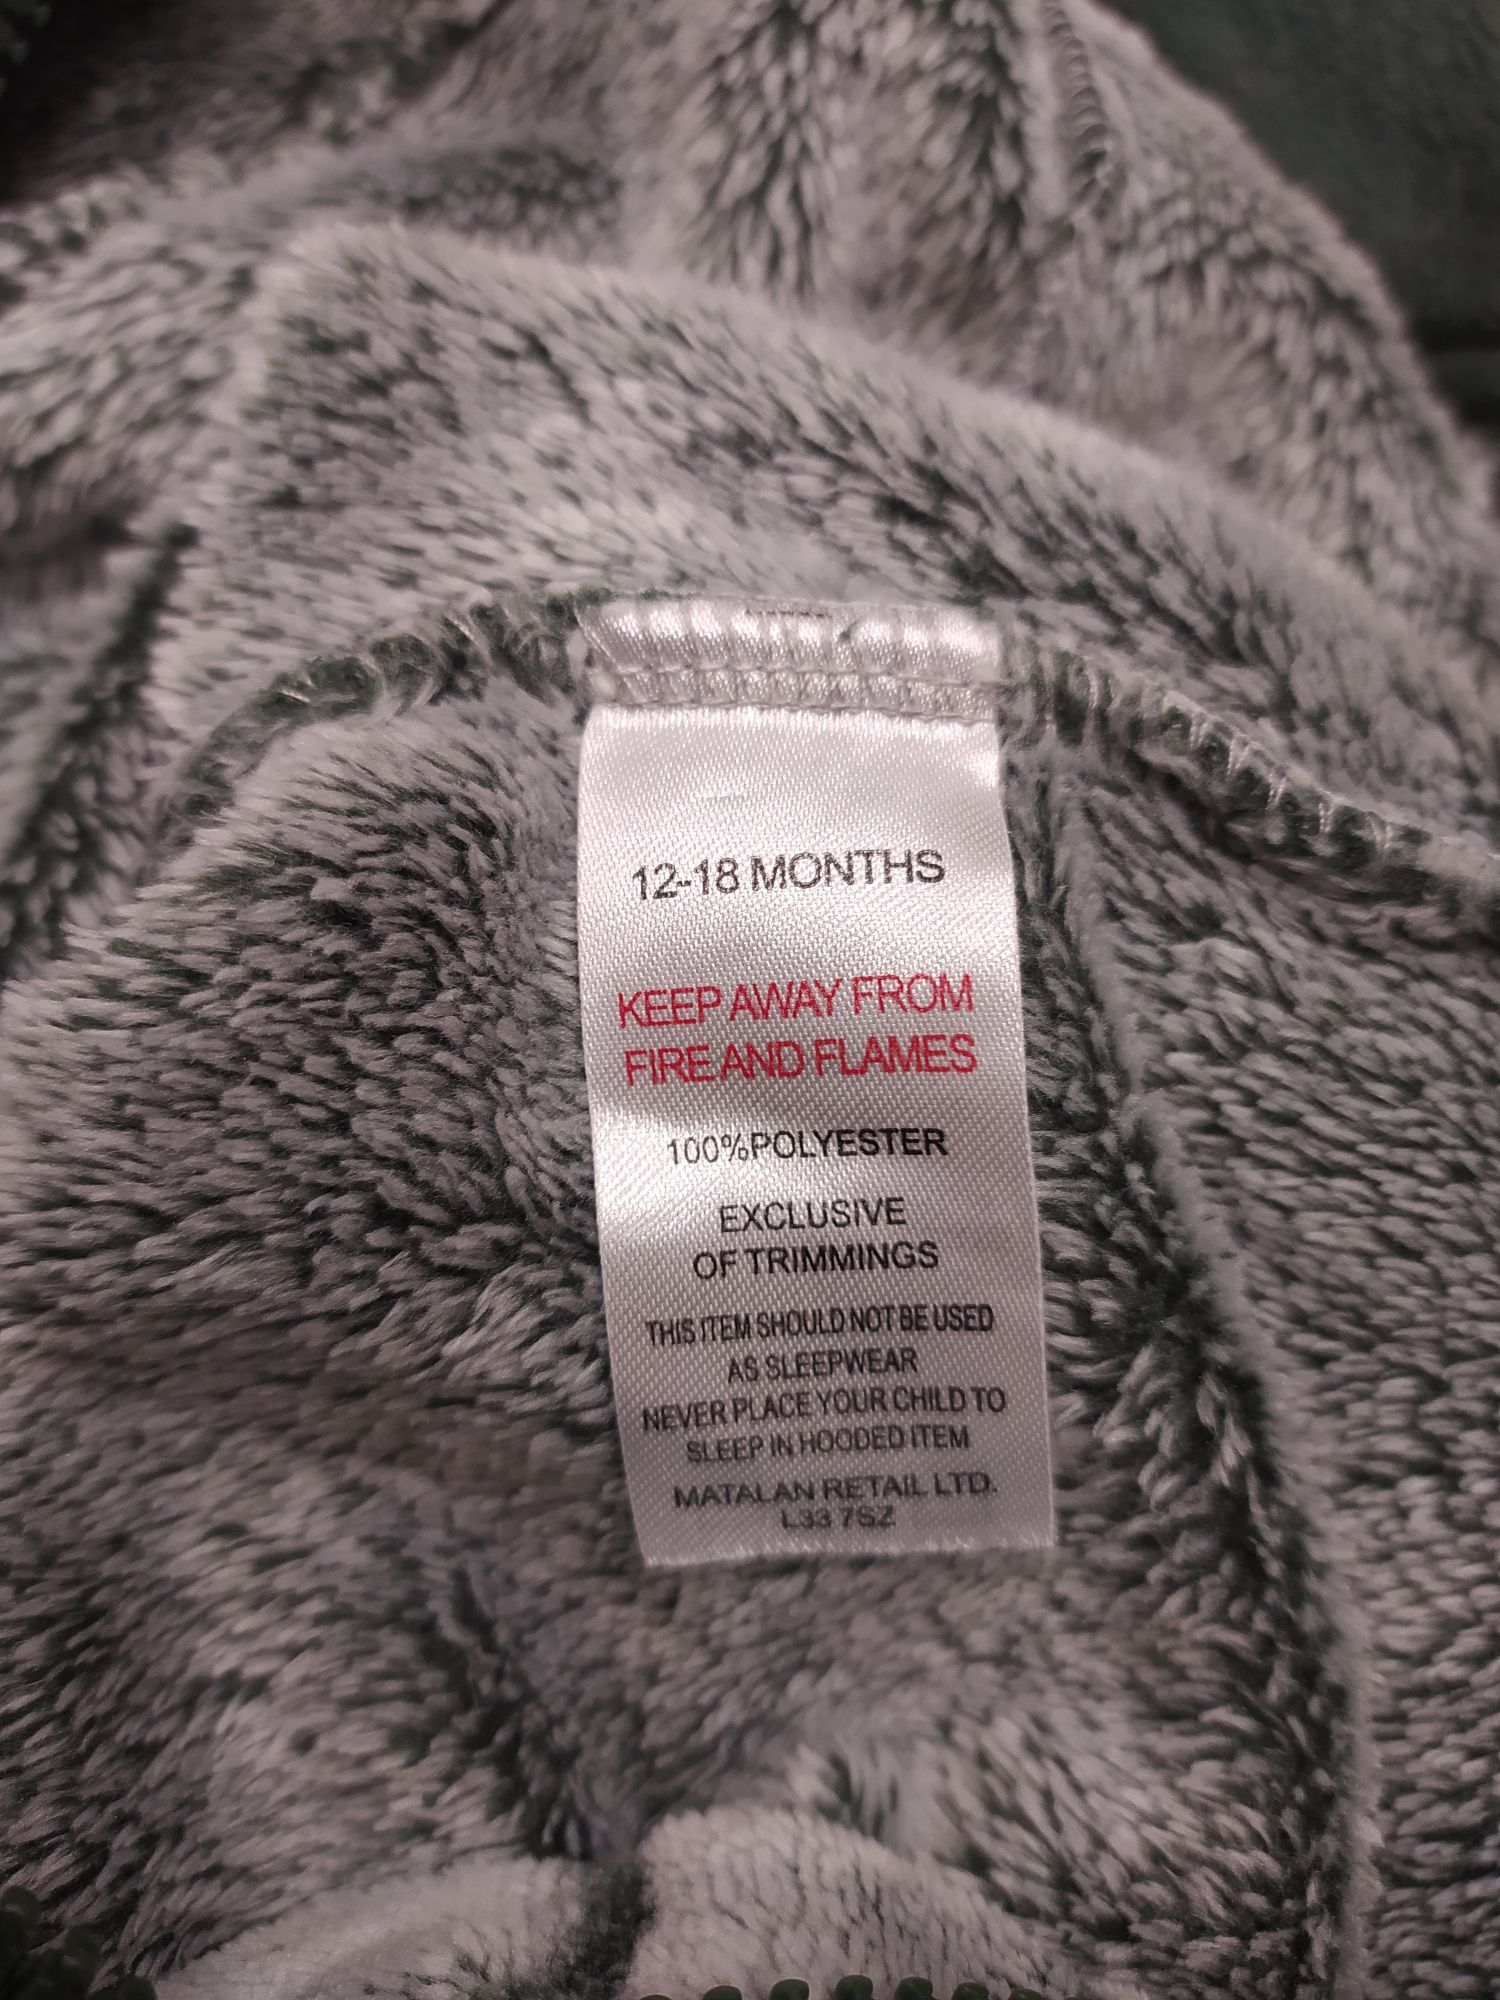 12-18 MONTHS
KEEP AWAY FROM
FIRE AND FLAMES
100%POLYESTER
EXCLUSIVE
OF TRIMMINGS
THIS ITEM SHOULD NOT BE USED
AS SLEEPWEAR
NEVER PLACE YOUR CHILD TO
SLEEP IN HOODED ITEM
MATALAN RETAIL LTD.
L33 7SZ